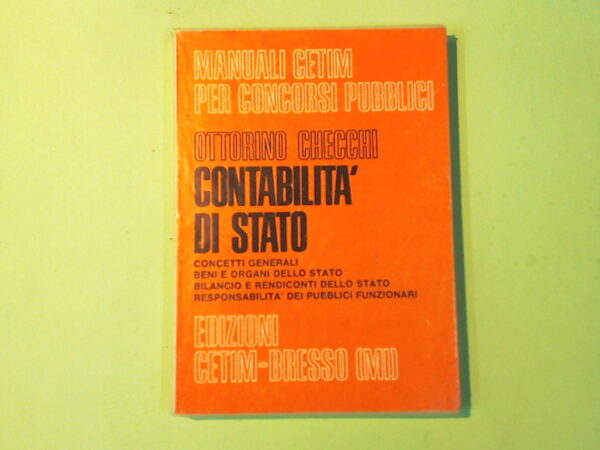 MANUALI CETIM
PER CONCORSI PUBBLICI
OTTORINO CHECCHI
CONTABILITA'
DI STATO
CONCETTI GENERALI
BENI E ORGANI DELLO STATO
BILANCIO E RENDICONTI DELLO STATO
RESPONSABILITA' DEI PUBBLICI FUNZIONARI
EDIZIONI
CETIM-BRESSO (MI)